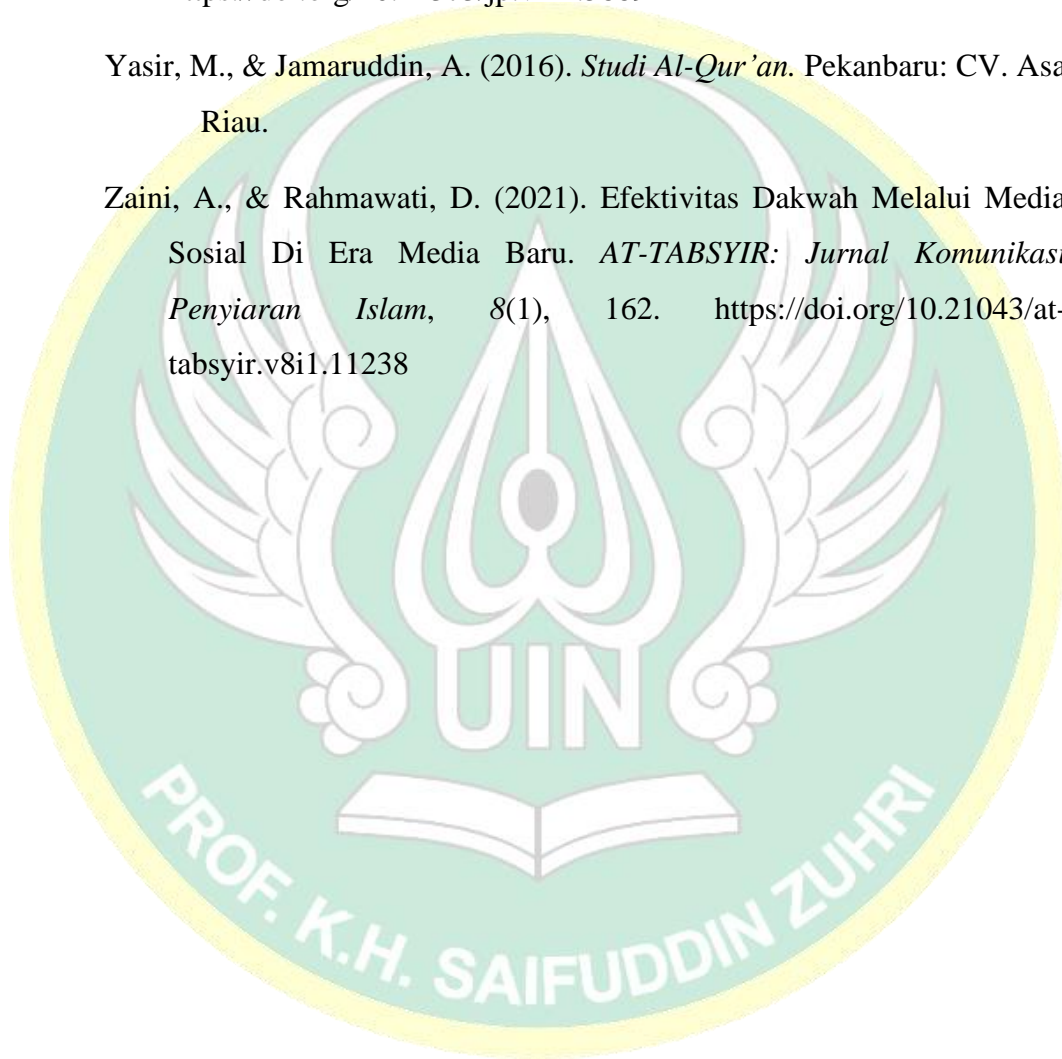 Yasir, M., & Jamaruddin, A. (2016). Studi Al-Qur’an. Pekanbaru: CV. Asa
Riau.
Zaini, A., & Rahmawati, D. (2021). Efektivitas Dakwah Melalui Media
Sosial Di Era Media Baru. AT-TABSYIR: Jurnal Komunikasi
Penyiaran Islam, 8(1), 162. https://doi.org/10.21043/at-
tabsyir.v8i1.11238
UIN
PROF. K.H. SAIFUDDIN ZUHRI